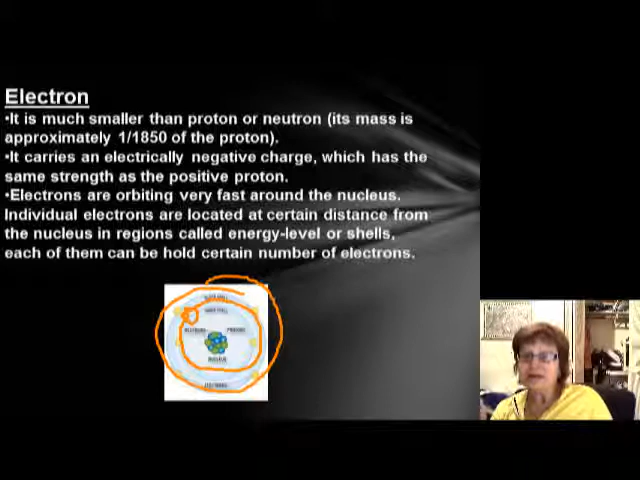 Electron
•It is much smaller than proton or neutron (its mass is
approximately 1/1850 of the proton).
•It carries an electrically negative charge, which has the
same strength as the positive proton.
•Electrons are orbiting very fast around the nucleus.
Individual electrons are located at certain distance from
the nucleus in regions called energy-level or shells,
each of them can be hold certain number of electrons.
NUCLEUS